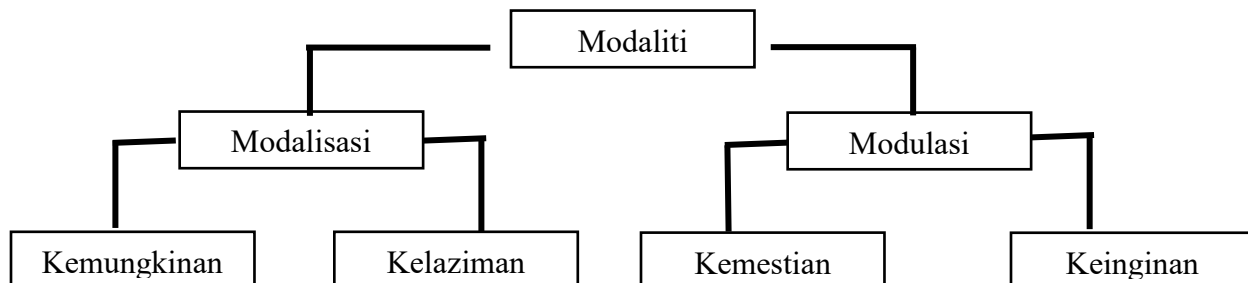 Modaliti
Modalisasi
Modulasi
Kemungkinan
Kelaziman
Kemestian
Keinginan